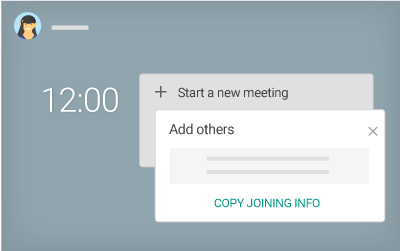 12:00
Start a new meeting
Add others
COPY JOINING INFO